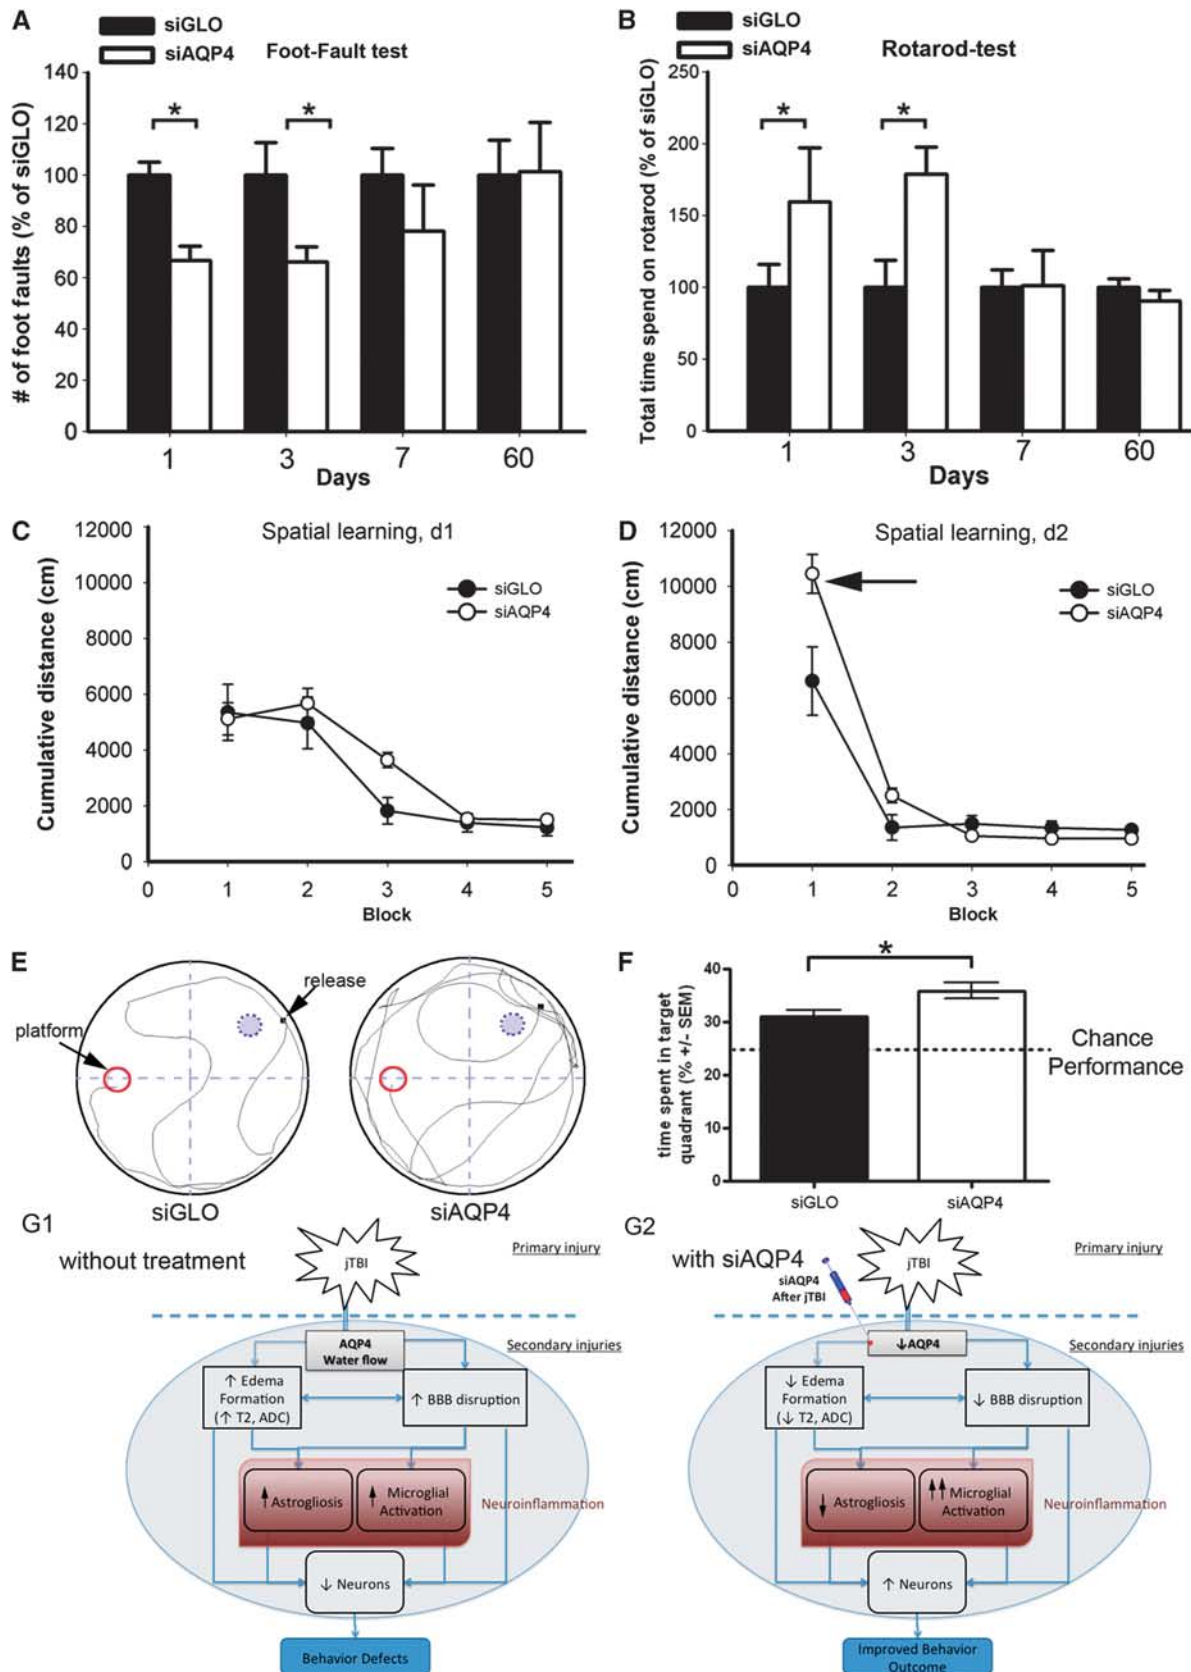 A
siGLO
siAQP4
Foot-Fault test
# of foot faults (% of siGLO)
140
120
100
80
60
40
20
0
*
*
1
3
7
60
Days
B
siGLO
siAQP4
Rotarod-test
Total time spend on rotarod (% of siGLO)
250
200
150
100
50
0
*
*
1
3
7
60
Days
C
Spatial learning, d1
Cumulative distance (cm)
12000
10000
8000
6000
4000
2000
0
siGLO
siAQP4
0
1
2
3
4
5
Block
D
Spatial learning, d2
Cumulative distance (cm)
12000
10000
8000
6000
4000
2000
0
siGLO
siAQP4
0
1
2
3
4
5
Block
E
release
platform
siGLO
siAQP4
F
time spent in target
quadrant (% +/- SEM)
40
30
20
10
0
*
Chance
Performance
siGLO
siAQP4
G1
without treatment
jTBI
Primary injury
AQP4
Water flow
Secondary injuries
↑ Edema
Formation
(↑ T2, ADC)
↑ BBB disruption
↑ Astrogliosis
↑ Microglial
Activation
Neuroinflammation
↓ Neurons
Behavior Defects
G2
with siAQP4
siAQP4
After jTBI
jTBI
Primary injury
↓AQP4
Secondary injuries
↓ Edema
Formation
(↓ T2, ADC)
↓ BBB disruption
↓ Astrogliosis
↑↑ Microglial
Activation
Neuroinflammation
↑ Neurons
Improved Behavior
Outcome